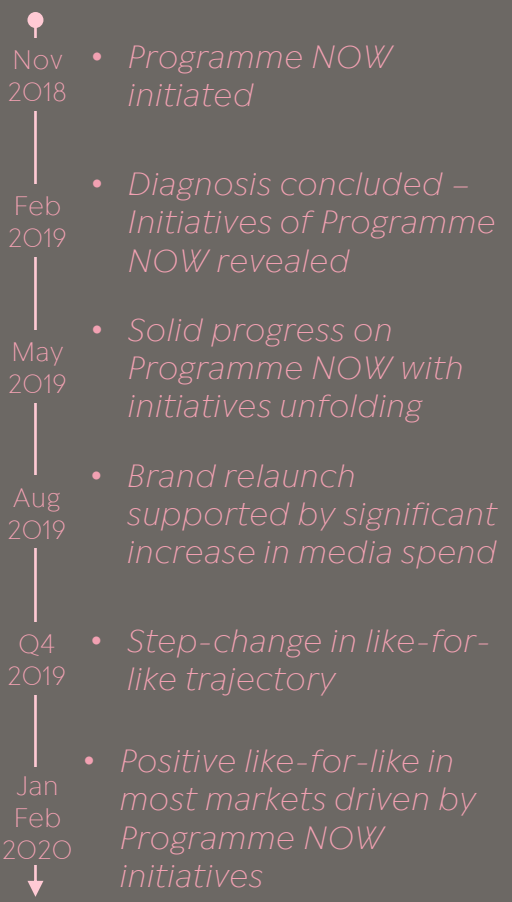 Nov
2018
• Programme NOW
initiated
Feb
2019
• Diagnosis concluded –
Initiatives of Programme
NOW revealed
May
2019
• Solid progress on
Programme NOW with
initiatives unfolding
Aug
2019
• Brand relaunch
supported by significant
increase in media spend
Q4
2019
• Step-change in like-for-
like trajectory
Jan
Feb
2020
• Positive like-for-like in
most markets driven by
Programme NOW
initiatives